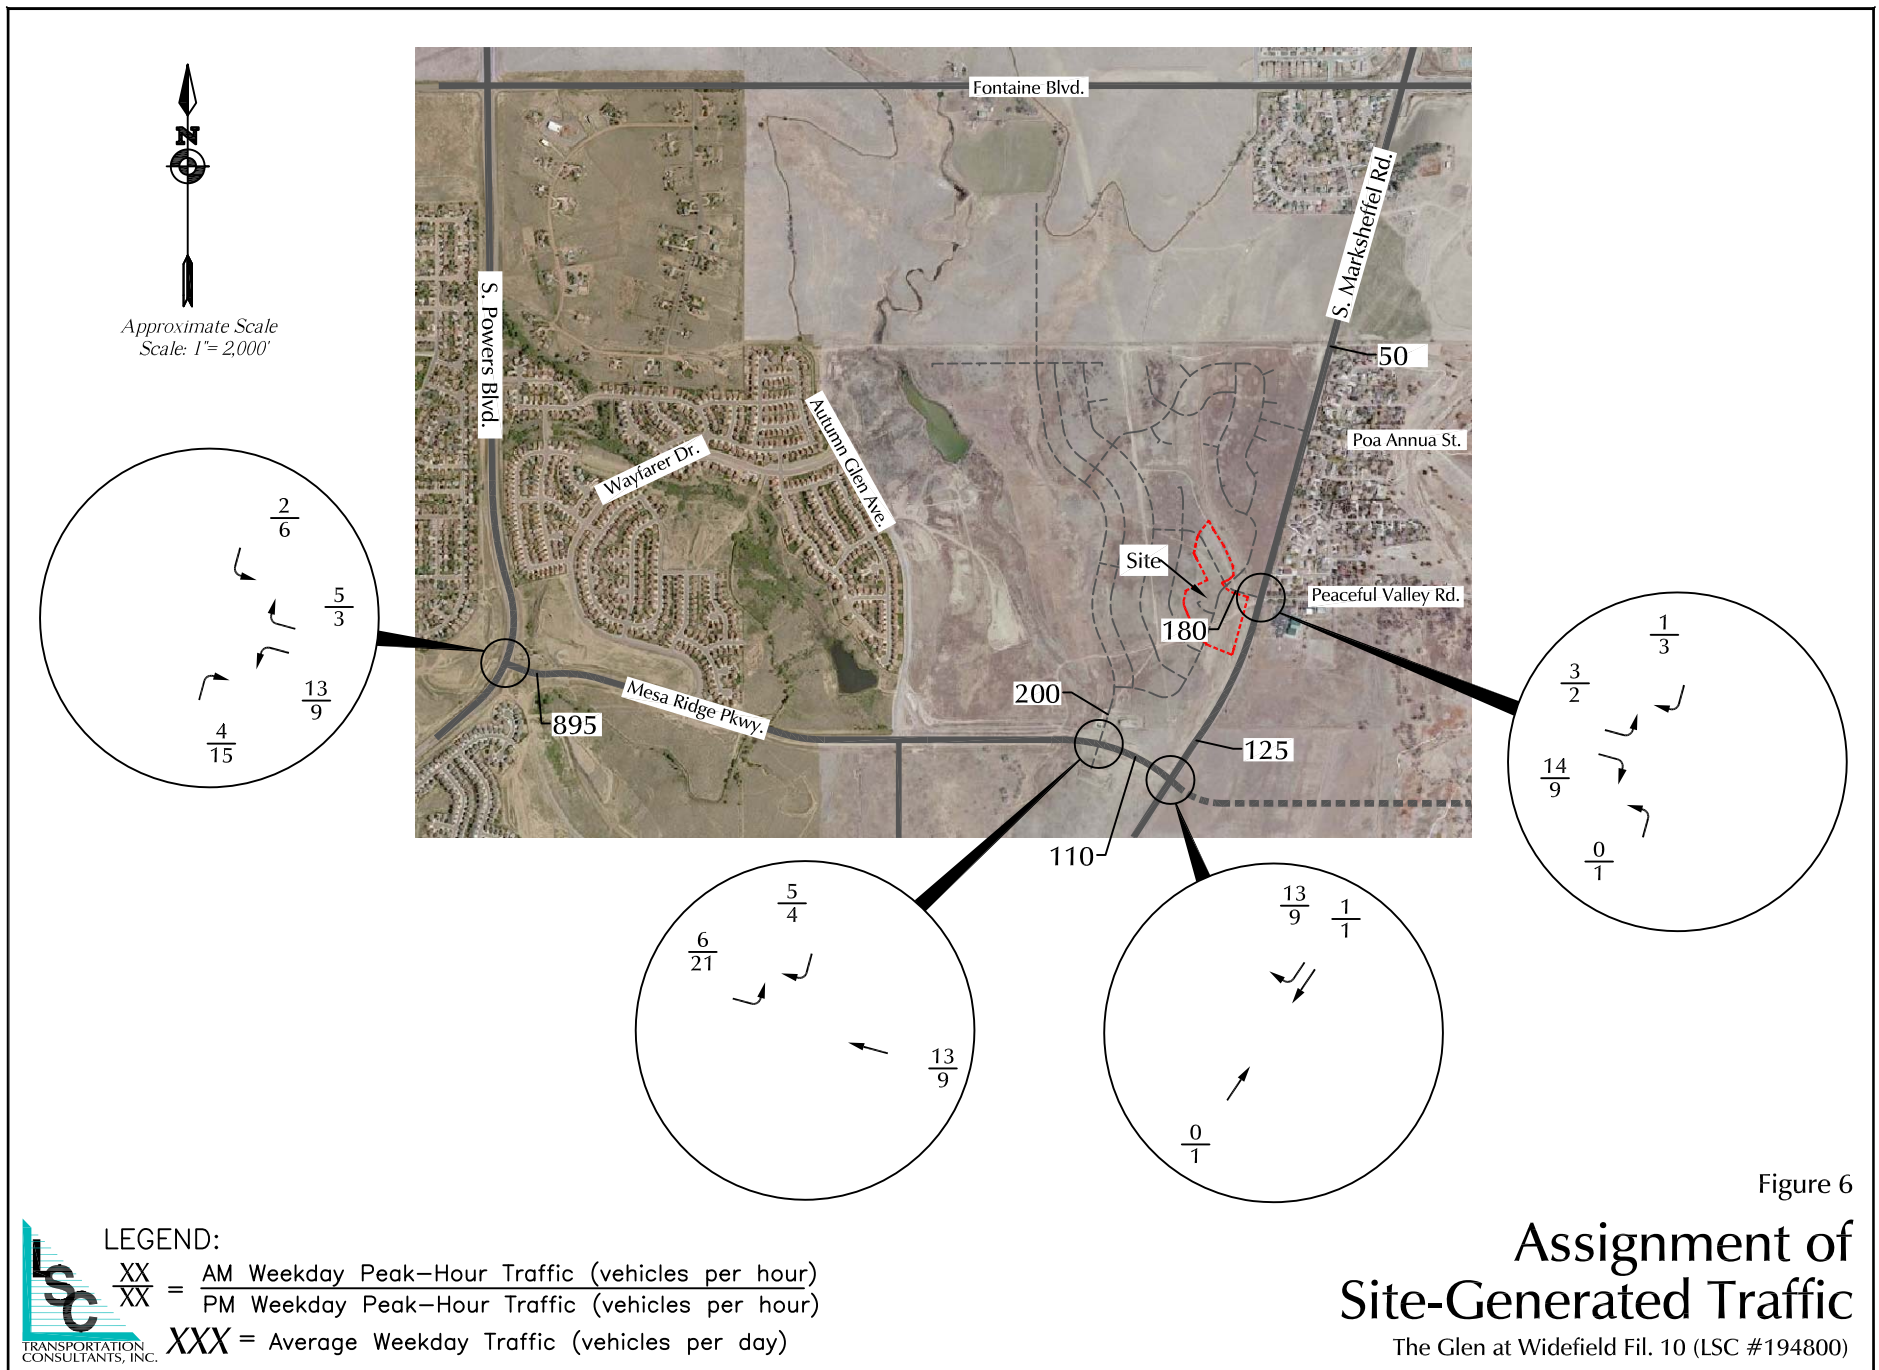 N
Approximate Scale
Scale: 1"= 2,000'
Fontaine Blvd.
S. Powers Blvd.
S. Marksheffel Rd.
50
Autumn Glen Ave.
Wayfarer Dr.
Poa Annua St.
Site
Peaceful Valley Rd.
180
200
Mesa Ridge Pkwy.
895
125
110
2
6
5
3
13
9
4
15
1
3
3
2
14
9
0
1
5
4
6
21
13
9
13
9
1
1
0
1
Figure 6
Assignment of
Site-Generated Traffic
The Glen at Widefield Fil. 10 (LSC #194800)
LEGEND:
XX = AM Weekday Peak-Hour Traffic (vehicles per hour)
XX PM Weekday Peak-Hour Traffic (vehicles per hour)
XXX = Average Weekday Traffic (vehicles per day)
LSC
TRANSPORTATION
CONSULTANTS, INC.